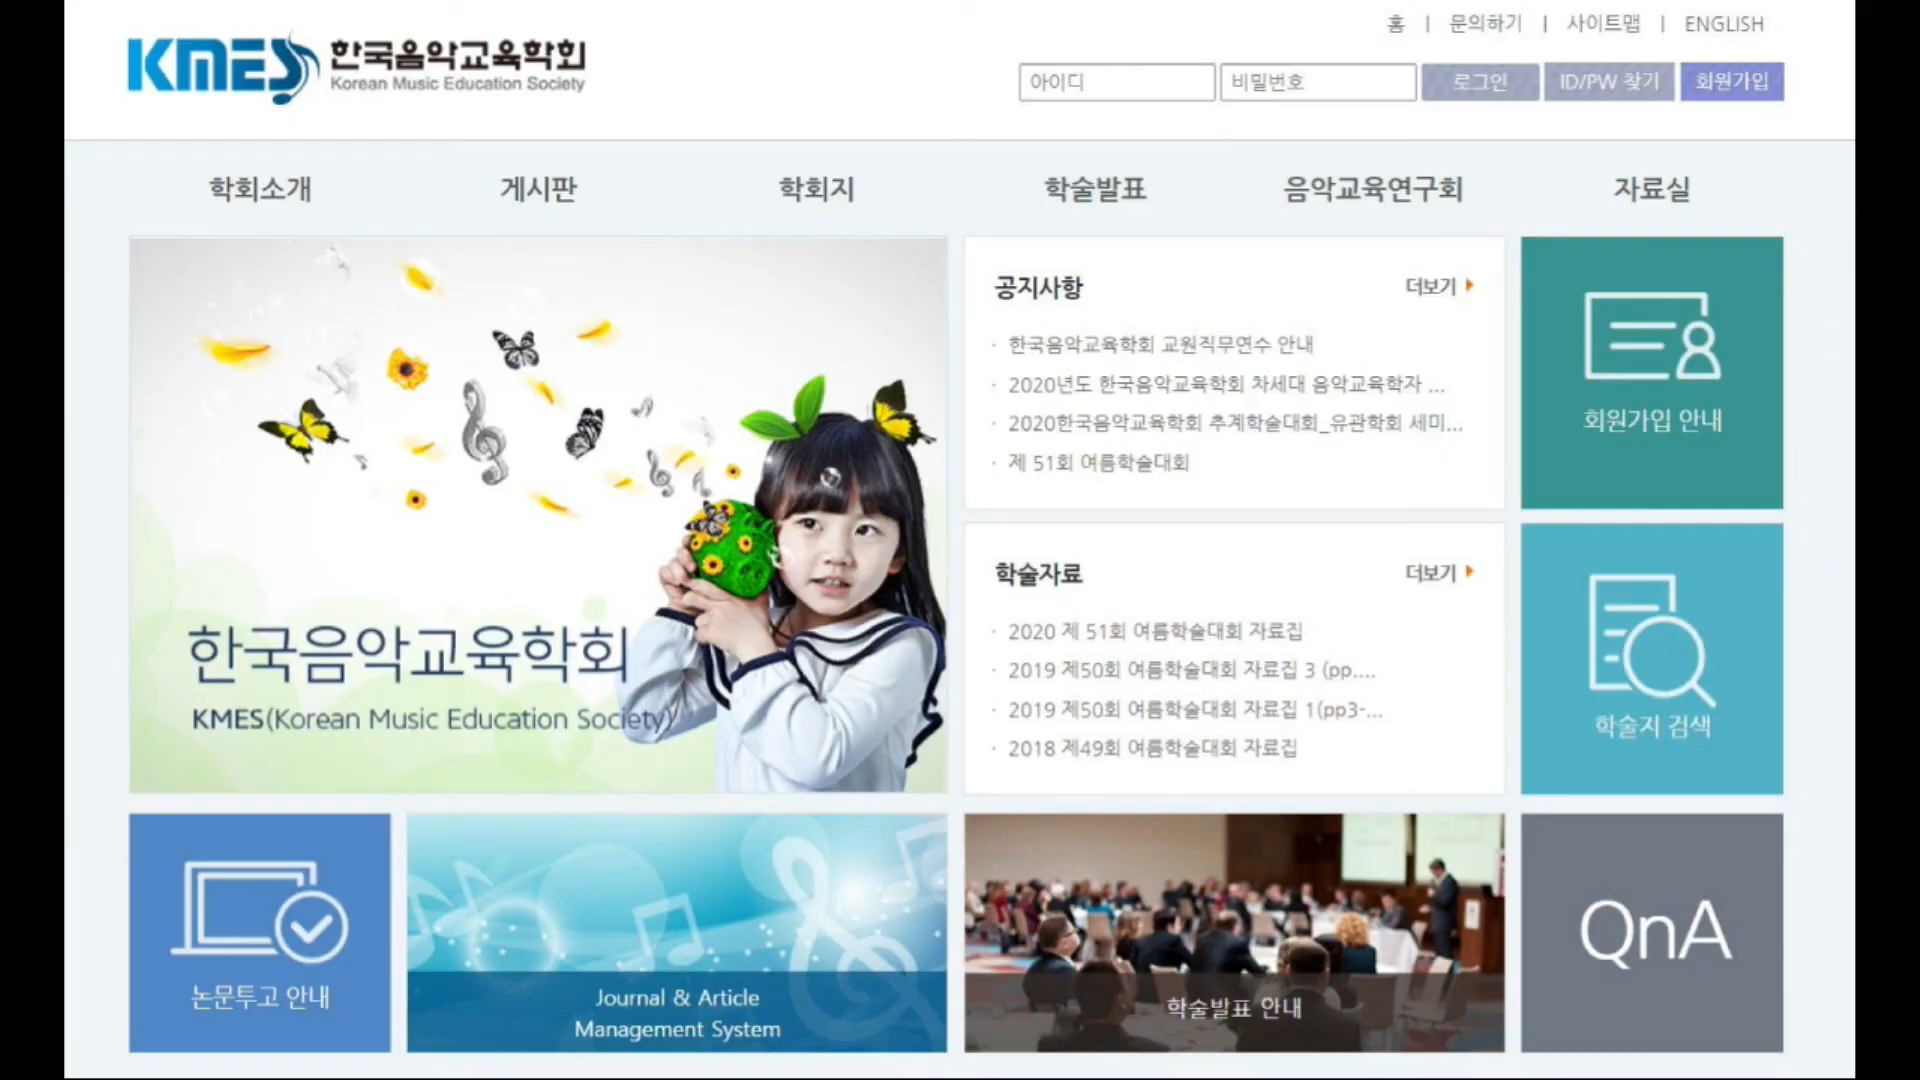 홈 | 문의하기 | 사이트맵 | ENGLISH
KMES 한국음악교육학회
Korean Music Education Society
아이디 비밀번호 로그인 ID/PW 찾기 회원가입
학회소개 게시판 학회지 학술발표 음악교육연구회 자료실
한국음악교육학회
KMES(Korean Music Education Society)
공지사항 더보기
· 한국음악교육학회 교원직무연수 안내
· 2020년도 한국음악교육학회 차세대 음악교육학자 ...
· 2020한국음악교육학회 추계학술대회_유관학회 세미...
· 제 51회 여름학술대회
회원가입 안내
학술자료 더보기
· 2020 제 51회 여름학술대회 자료집
· 2019 제50회 여름학술대회 자료집 3 (pp....
· 2019 제50회 여름학술대회 자료집 1(pp3-...
· 2018 제49회 여름학술대회 자료집
학술지 검색
논문투고 안내
Journal & Article
Management System
학술발표 안내
QnA